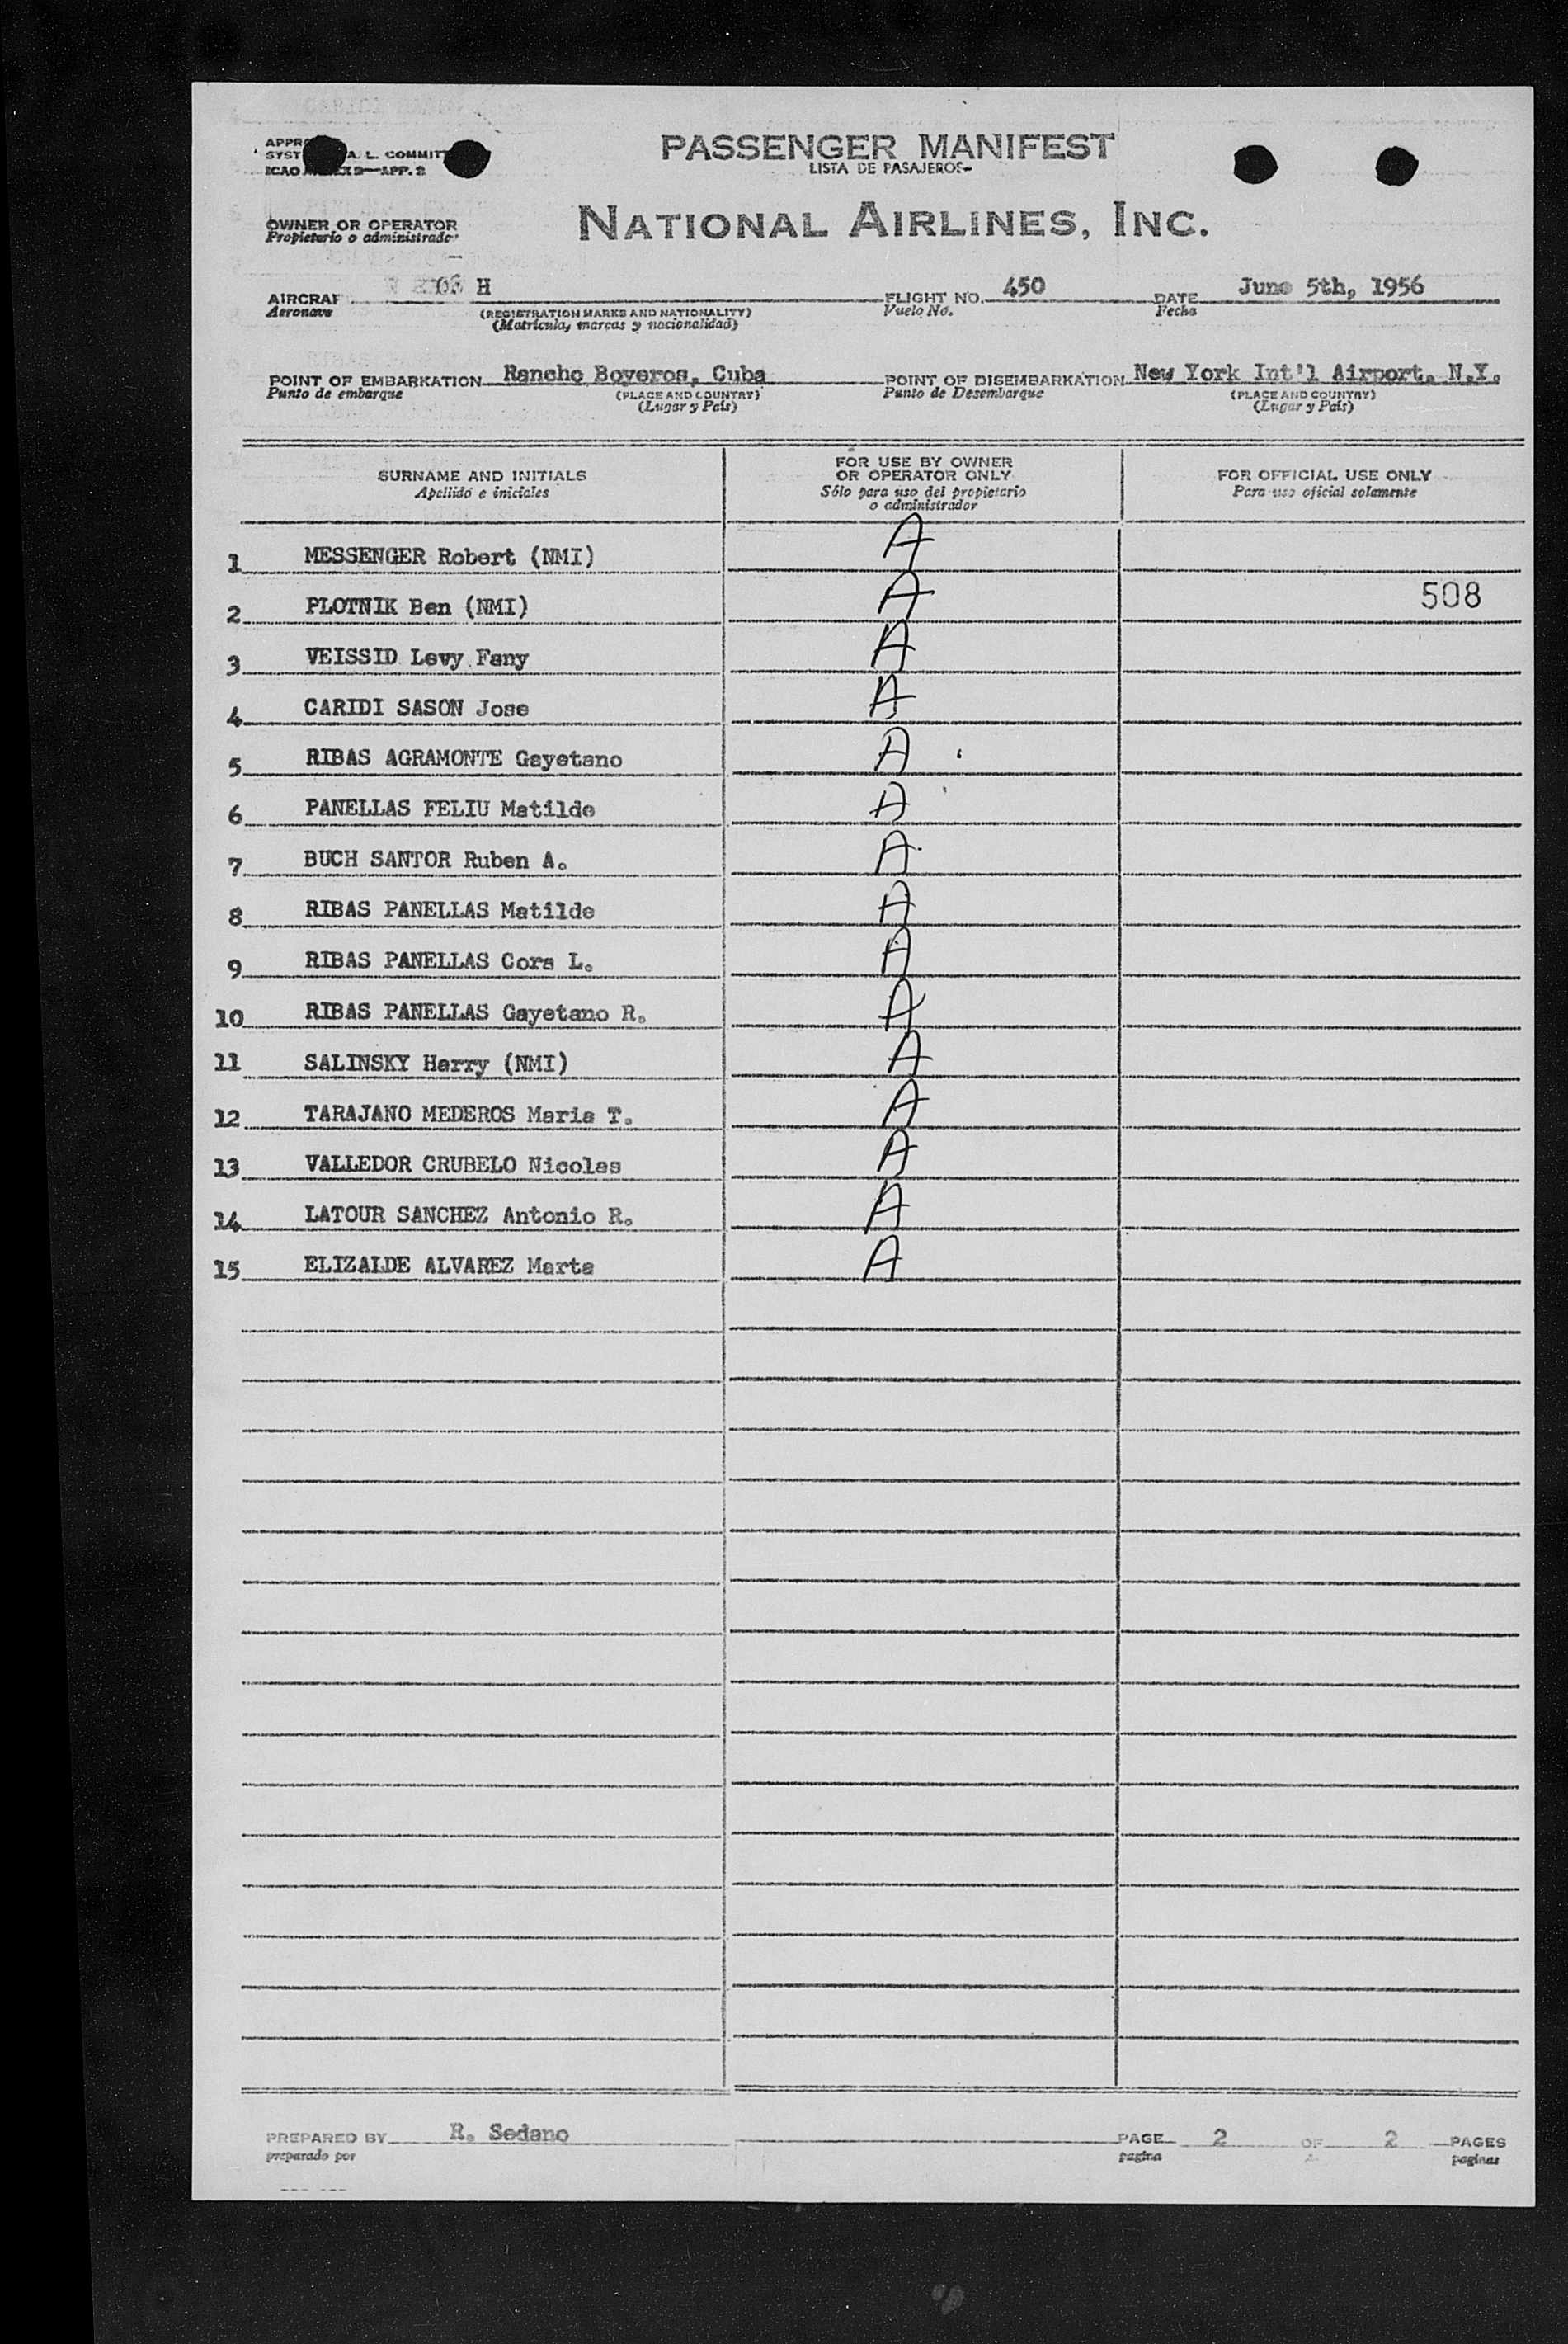 PASSENGER MANIFEST
LISTA DE PASAJEROS
A. L. COMMIT
ICAO APP. 2
NATIONAL AIRLINES, INC.
OWNER OR OPERATOR
Propietario o administrador
AIRCRAF H FLIGHT NO. 450 DATE June 5th, 1956
Aeronave (REGISTRATION MARKS AND NATIONALITY) Vuelo No. Fecha
(Matrícula, marcas y nacionalidad)
POINT OF EMBARKATION Rancho Boyeros, Cuba POINT OF DISEMBARKATION New York Int'l Airport, N.Y.
Punto de embarque (PLACE AND COUNTRY) Punto de Desembarque (PLACE AND COUNTRY)
(Lugar y País) (Lugar y País)
SURNAME AND INITIALS FOR USE BY OWNER OR OPERATOR ONLY FOR OFFICIAL USE ONLY
Apellido e iniciales Sólo para uso del propietario o administrador Para uso oficial solamente
1 MESSENGER Robert (NMI) A
2 PLOTNIK Ben (NMI) A 508
3 VEISSID Levy Fany A
4 CARIDI SASON Jose A
5 RIBAS AGRAMONTE Gayetano A
6 PANELLAS FELIU Matilde A
7 BUCH SANTOR Ruben A. A
8 RIBAS PANELLAS Matilde A
9 RIBAS PANELLAS Cora L. A
10 RIBAS PANELLAS Gayetano R. A
11 SALINSKY Harry (NMI) A
12 TARAJANO MEDEROS Maria T. A
13 VALLEDOR CRUBELO Nicolas A
14 LATOUR SANCHEZ Antonio R. A
15 ELIZALDE ALVAREZ Marta A
PREPARED BY R. Sedano PAGE 2 OF 2 PAGES
preparado por pagina paginas